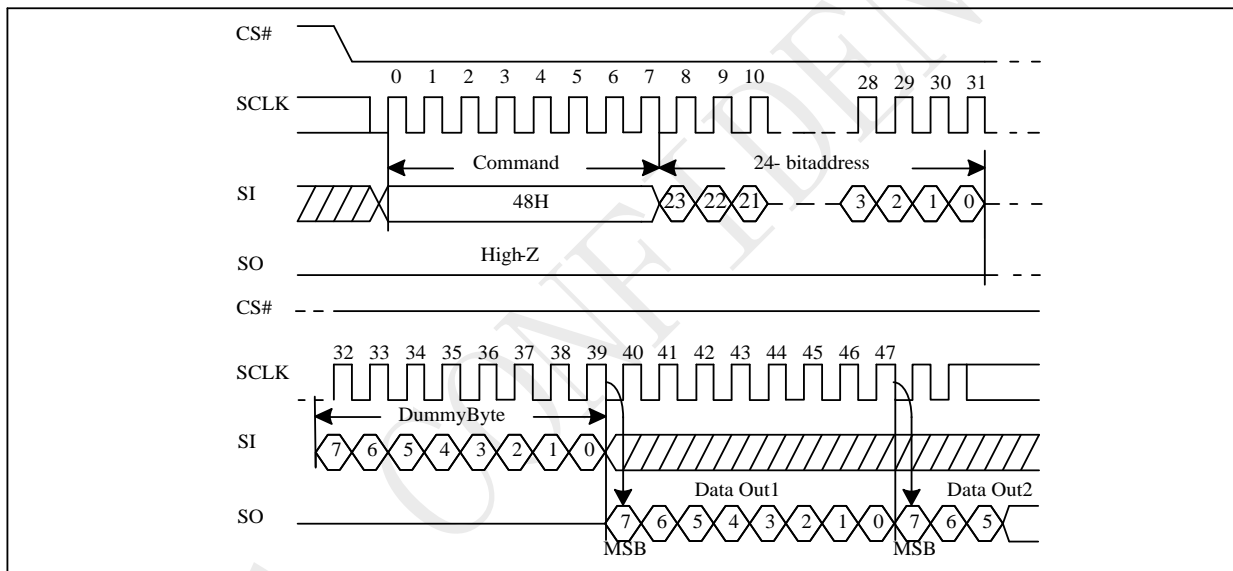 CS#
0 1 2 3 4 5 6 7 8 9 10 28 29 30 31
SCLK
Command 24- bitaddress
SI 48H 23 22 21 3 2 1 0
High-Z
SO
CS#
32 33 34 35 36 37 38 39 40 41 42 43 44 45 46 47
SCLK
DummyByte
SI 7 6 5 4 3 2 1 0
Data Out1 Data Out2
SO 7 6 5 4 3 2 1 0 7 6 5
MSB MSB
CONFIDEN